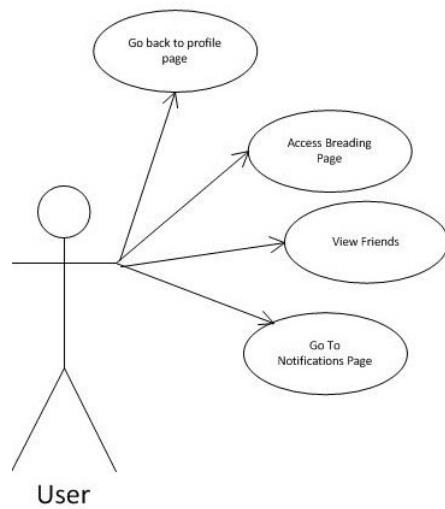 Go back to profile
page
Access Breading
Page
View Friends
Go To
Notifications Page
User